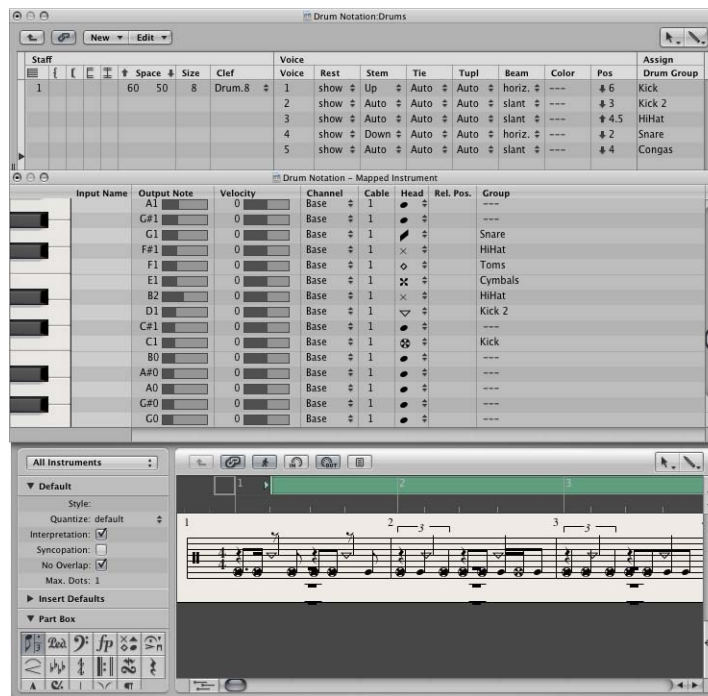 Drum Notation:Drums
New Edit
Staff Voice Assign
Space Size Clef Voice Rest Stem Tie Tupl Beam Color Pos Drum Group
1 60 50 8 Drum.8 1 show Up Auto Auto horiz. --- 6 Kick
2 show Auto Auto Auto slant --- 3 Kick 2
3 show Auto Auto Auto slant --- 4.5 HiHat
4 show Down Auto Auto horiz. --- 2 Snare
5 show Auto Auto Auto slant --- 4 Congas
Drum Notation – Mapped Instrument
Input Name Output Note Velocity Channel Cable Head Rel. Pos. Group
A1 0 Base 1 ---
G#1 0 Base 1 ---
G1 0 Base 1 Snare
F#1 0 Base 1 HiHat
F1 0 Base 1 Toms
E1 0 Base 1 Cymbals
B2 0 Base 1 HiHat
D1 0 Base 1 Kick 2
C#1 0 Base 1 ---
C1 0 Base 1 Kick
B0 0 Base 1 ---
A#0 0 Base 1 ---
A0 0 Base 1 ---
G#0 0 Base 1 ---
G0 0 Base 1 ---
All Instruments
IN OUT
Default
Style:
Quantize: default
Interpretation:
Syncopation:
No Overlap:
Max. Dots: 1
Insert Defaults
Part Box
1 2 3
1 2 3
3 3
4
4